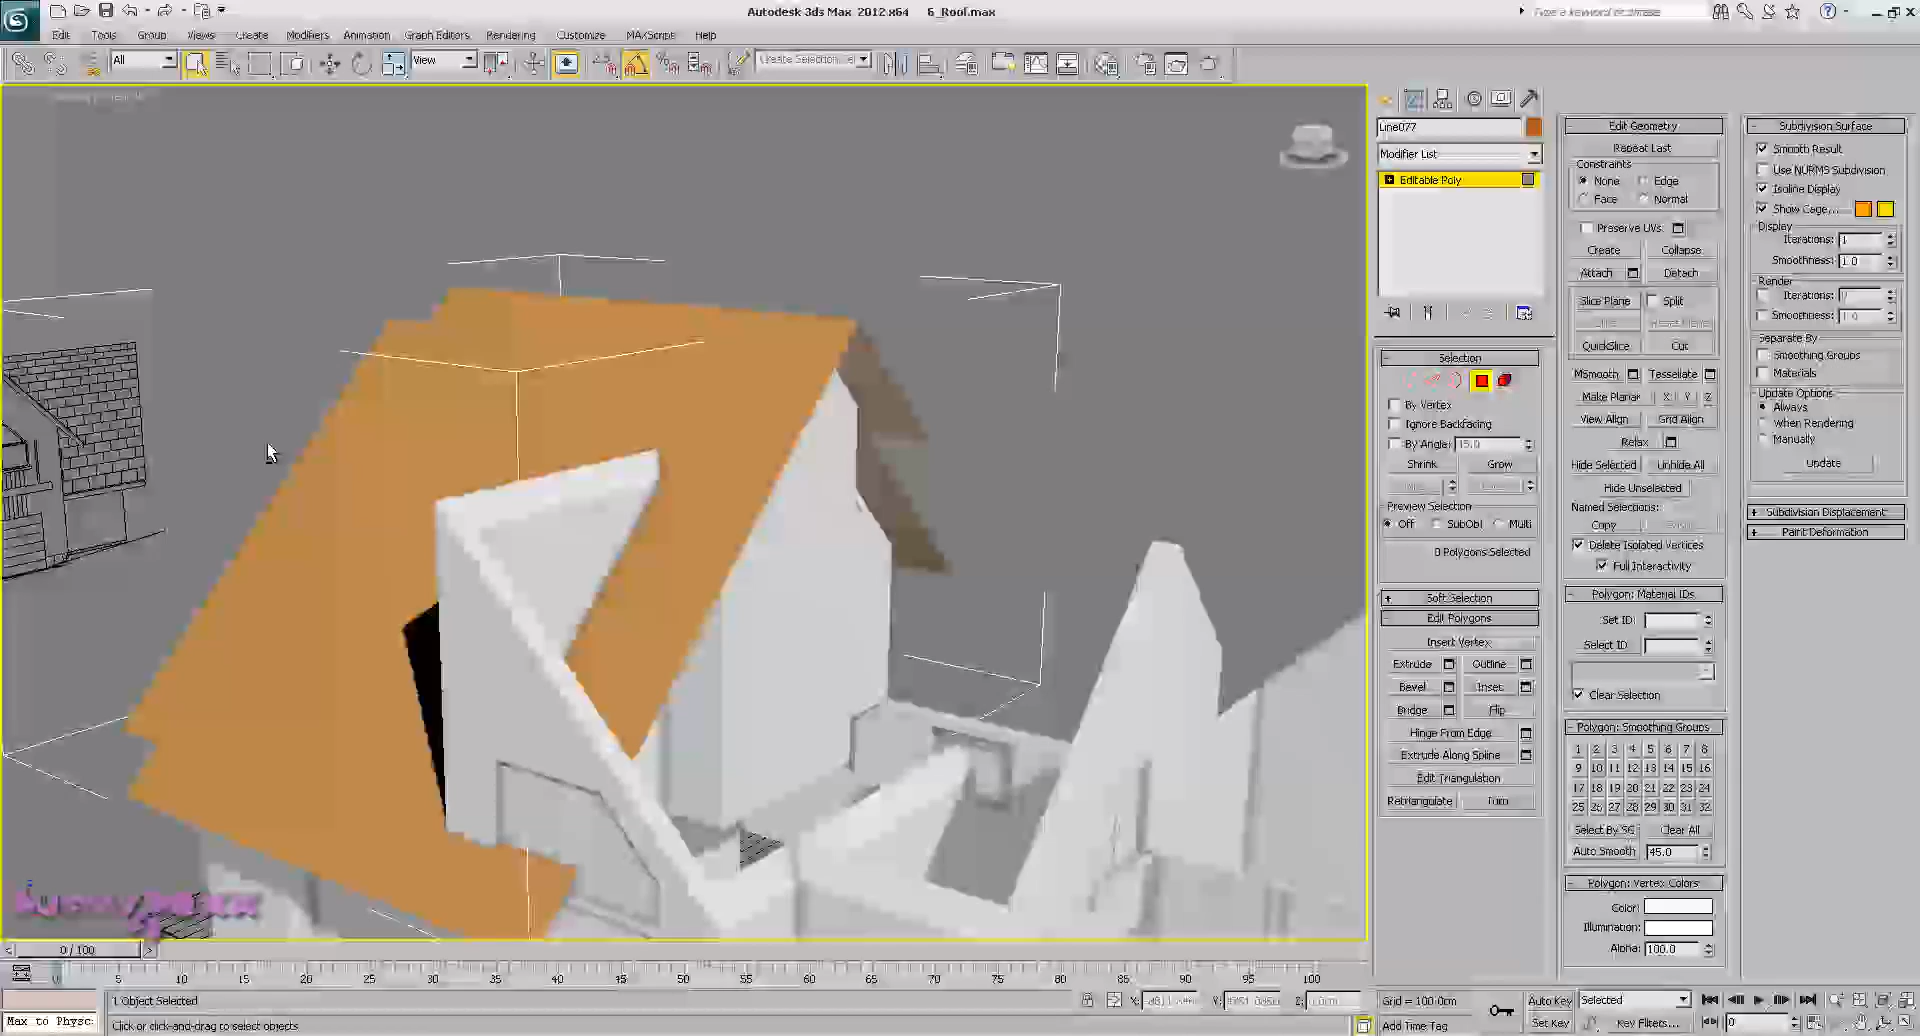 Autodesk 3ds Max 2012 x64 6_Roof.max
Type a keyword or phrase
Edit Tools Group Views Create Modifiers Animation Graph Editors Rendering Customize MAXScript Help
All
View
Create Selection Se
Line077
Modifier List
Editable Poly
Selection
By Vertex
Ignore Backfacing
By Angle: 15.0
Shrink Grow
Preview Selection
Off SubObj Multi
0 Polygons Selected
Soft Selection
Edit Polygons
Insert Vertex
Extrude Outline
Bevel Inset
Bridge Flip
Hinge From Edge
Extrude Along Spline
Edit Triangulation
Retriangulate Turn
Edit Geometry
Repeat Last
Constraints
None Edge
Face Normal
Preserve UVs
Create Collapse
Attach Detach
Slice Plane Split
QuickSlice Cut
MSmooth Tessellate
Make Planar X Y Z
View Align Grid Align
Relax
Hide Selected Unhide All
Hide Unselected
Named Selections:
Copy
Delete Isolated Vertices
Full Interactivity
Polygon: Material IDs
Set ID:
Select ID
Clear Selection
Polygon: Smoothing Groups
1 2 3 4 5 6 7 8
9 10 11 12 13 14 15 16
17 18 19 20 21 22 23 24
25 26 27 28 29 30 31 32
Select By SG Clear All
Auto Smooth 45.0
Polygon: Vertex Colors
Color:
Illumination:
Alpha: 100.0
Subdivision Surface
Smooth Result
Use NURMS Subdivision
Isoline Display
Show Cage...
Display
Iterations: 1
Smoothness: 1.0
Render
Iterations: 0
Smoothness: 1.0
Separate By
Smoothing Groups
Materials
Update Options
Always
When Rendering
Manually
Update
Subdivision Displacement
Paint Deformation
0 / 100
0 5 10 15 20 25 30 35 40 45 50 55 60 65 70 75 80 85 90 95 100
1 Object Selected
X: Y: Z:
Grid = 100.0cm
Auto Key Selected
Max to Physc:
Click or click-and-drag to select objects
Add Time Tag
Set Key Key Filters...
0